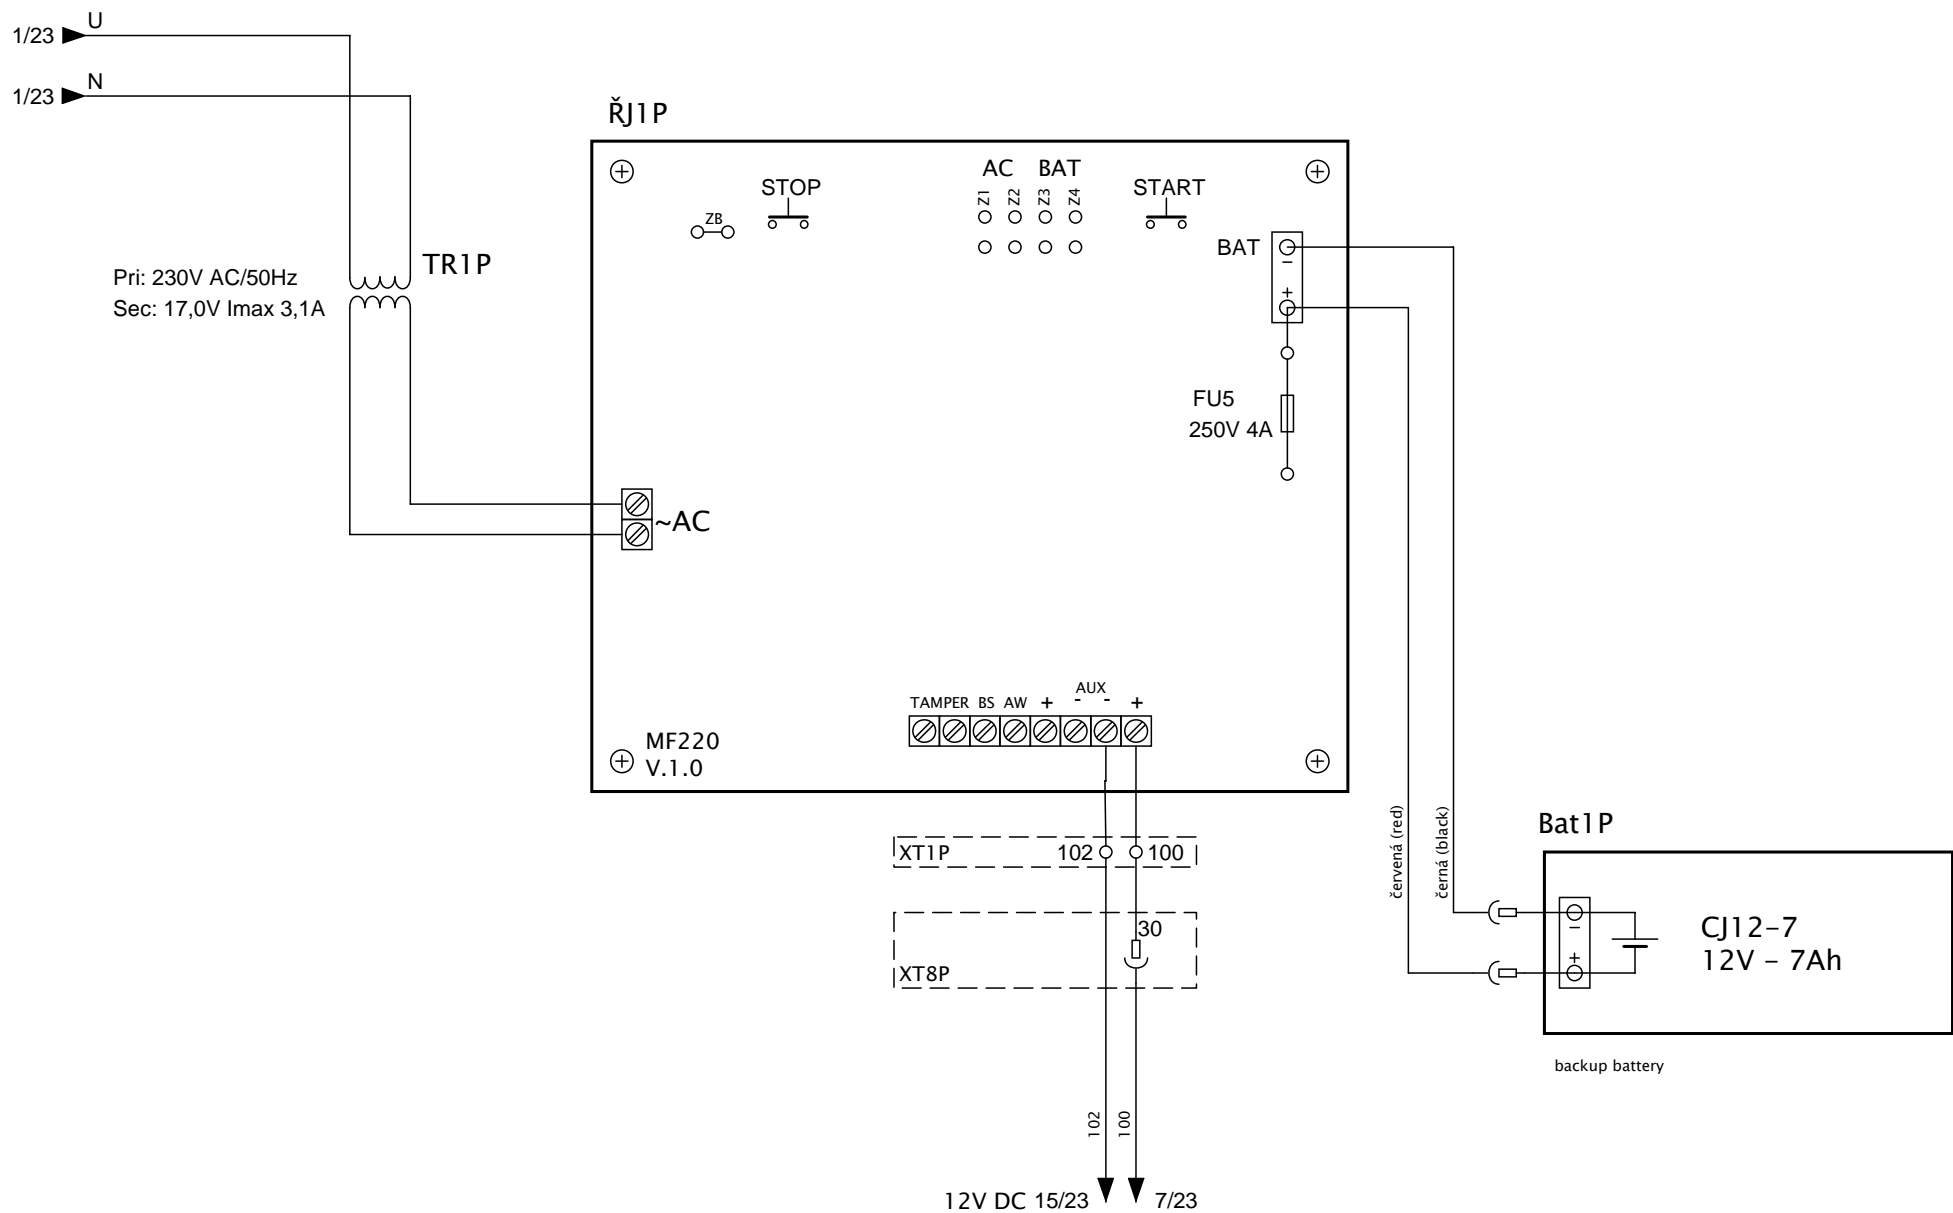 U
1/23
N
1/23
ŘJ1P
AC BAT
STOP
START
Z1 Z2 Z3 Z4
ZB
BAT
−
+
TR1P
Pri: 230V AC/50Hz
Sec: 17,0V Imax 3,1A
FU5
250V 4A
~AC
AUX
TAMPER BS AW + - - +
MF220
V.1.0
XT1P 102 100
červená (red)
černá (black)
Bat1P
30
XT8P
−
+
CJ12-7
12V - 7Ah
backup battery
102
100
12V DC 15/23 7/23